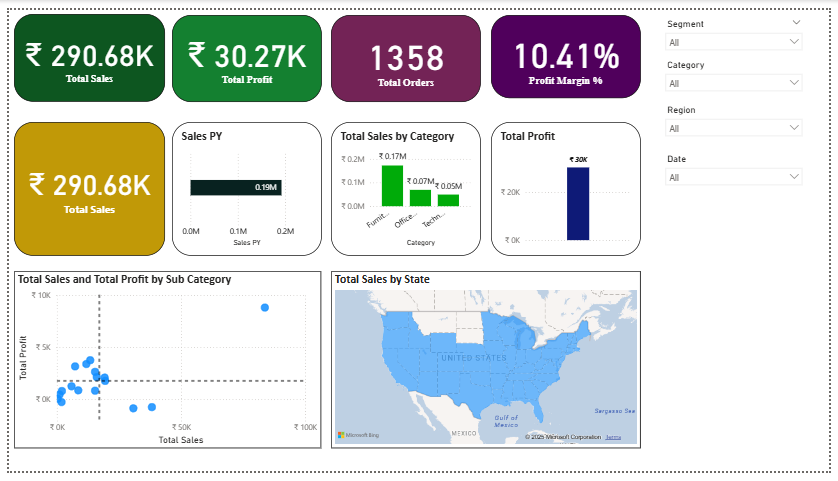 ₹ 290.68K
Total Sales
₹ 30.27K
Total Profit
1358
Total Orders
10.41%
Profit Margin %
Segment
All
Category
All
Region
All
Date
All
₹ 290.68K
Total Sales
Sales PY
0.19M
0.0M 0.1M 0.2M
Sales PY
Total Sales by Category
₹ 0.2M
₹ 0.1M
₹ 0.0M
₹ 0.17M
₹ 0.07M
₹ 0.05M
Furnit...
Office...
Techn...
Category
Total Profit
₹ 30K
₹ 20K
₹ 0K
Total Sales and Total Profit by Sub Category
₹ 10K
₹ 5K
₹ 0K
Total Profit
₹ 0K ₹ 50K ₹ 100K
Total Sales
Total Sales by State
UNITED STATES
Gulf of
Mexico
Sargasso Sea
MEXICO
Microsoft Bing
© 2025 Microsoft Corporation Terms